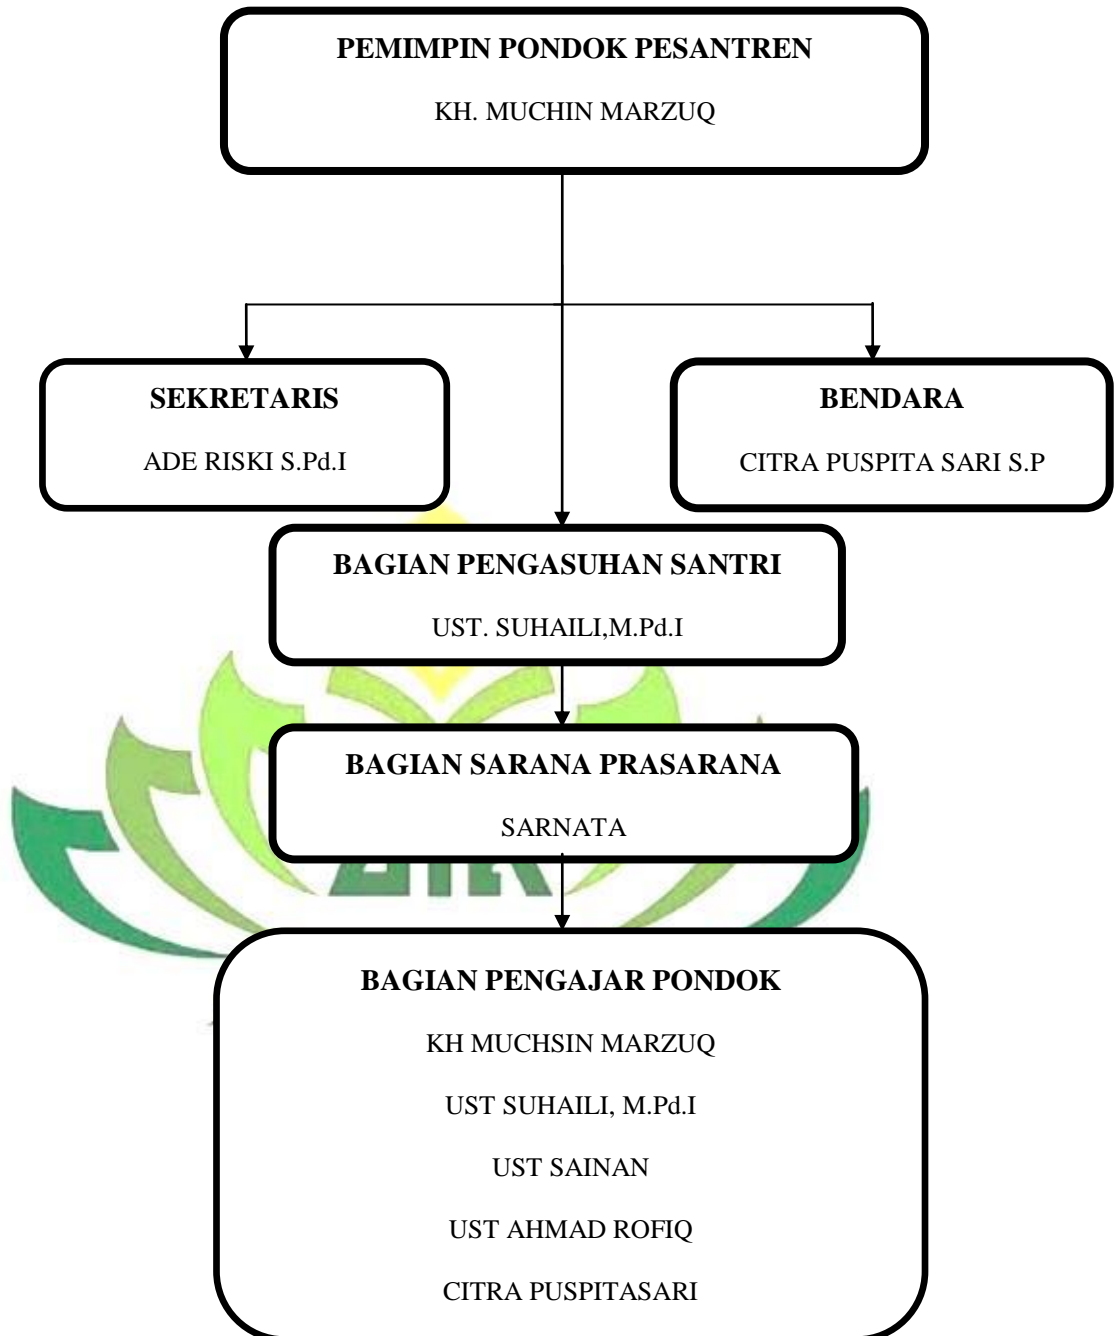 PEMIMPIN PONDOK PESANTREN
KH. MUCHIN MARZUQ
SEKRETARIS
ADE RISKI S.Pd.I
BENDARA
CITRA PUSPITA SARI S.P
BAGIAN PENGASUHAN SANTRI
UST. SUHAILI,M.Pd.I
BAGIAN SARANA PRASARANA
SARNATA
BAGIAN PENGAJAR PONDOK
KH MUCHSIN MARZUQ
UST SUHAILI, M.Pd.I
UST SAINAN
UST AHMAD ROFIQ
CITRA PUSPITASARI